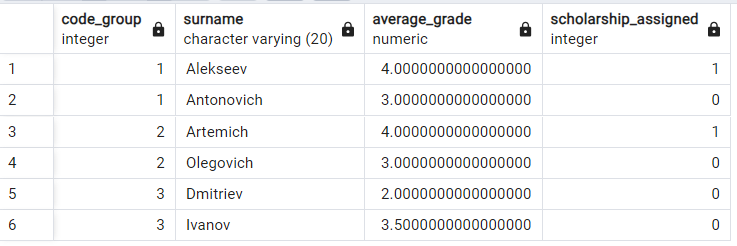 code_group surname average_grade scholarship_assigned
integer character varying (20) numeric integer
1 1 Alekseev 4.0000000000000000 1
2 1 Antonovich 3.0000000000000000 0
3 2 Artemich 4.0000000000000000 1
4 2 Olegovich 3.0000000000000000 0
5 3 Dmitriev 2.0000000000000000 0
6 3 Ivanov 3.5000000000000000 0